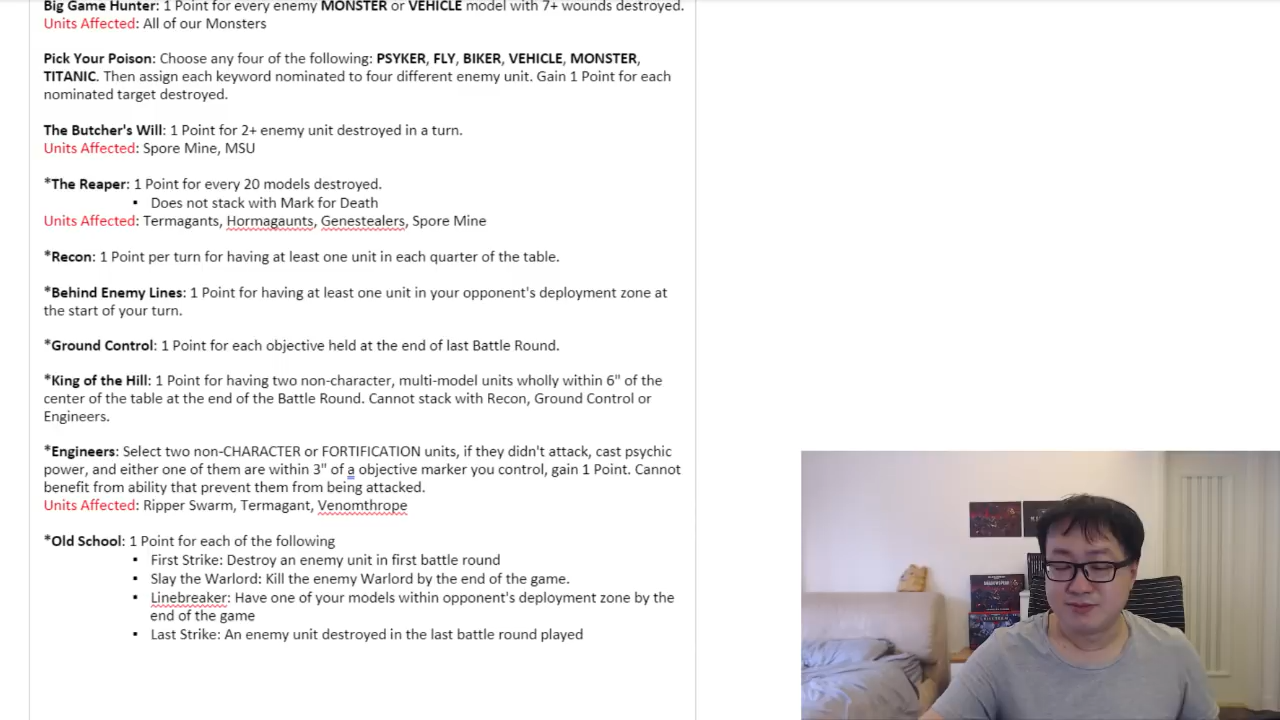 Big Game Hunter: 1 Point for every enemy MONSTER or VEHICLE model with 7+ wounds destroyed.
Units Affected: All of our Monsters
Pick Your Poison: Choose any four of the following: PSYKER, FLY, BIKER, VEHICLE, MONSTER,
TITANIC. Then assign each keyword nominated to four different enemy unit. Gain 1 Point for each
nominated target destroyed.
The Butcher's Will: 1 Point for 2+ enemy unit destroyed in a turn.
Units Affected: Spore Mine, MSU
*The Reaper: 1 Point for every 20 models destroyed.
▪ Does not stack with Mark for Death
Units Affected: Termagants, Hormagaunts, Genestealers, Spore Mine
*Recon: 1 Point per turn for having at least one unit in each quarter of the table.
*Behind Enemy Lines: 1 Point for having at least one unit in your opponent's deployment zone at
the start of your turn.
*Ground Control: 1 Point for each objective held at the end of last Battle Round.
*King of the Hill: 1 Point for having two non-character, multi-model units wholly within 6" of the
center of the table at the end of the Battle Round. Cannot stack with Recon, Ground Control or
Engineers.
*Engineers: Select two non-CHARACTER or FORTIFICATION units, if they didn't attack, cast psychic
power, and either one of them are within 3" of a objective marker you control, gain 1 Point. Cannot
benefit from ability that prevent them from being attacked.
Units Affected: Ripper Swarm, Termagant, Venomthrope
*Old School: 1 Point for each of the following
▪ First Strike: Destroy an enemy unit in first battle round
▪ Slay the Warlord: Kill the enemy Warlord by the end of the game.
▪ Linebreaker: Have one of your models within opponent's deployment zone by the
end of the game
▪ Last Strike: An enemy unit destroyed in the last battle round played